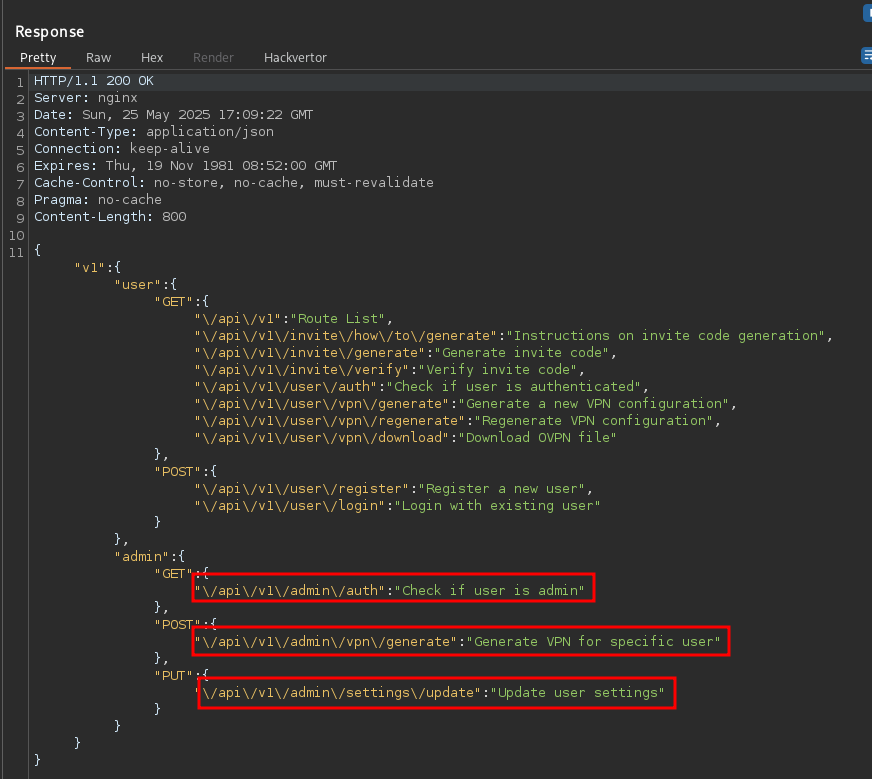 Response
Pretty Raw Hex Render Hackvertor
1 HTTP/1.1 200 OK
2 Server: nginx
3 Date: Sun, 25 May 2025 17:09:22 GMT
4 Content-Type: application/json
5 Connection: keep-alive
6 Expires: Thu, 19 Nov 1981 08:52:00 GMT
7 Cache-Control: no-store, no-cache, must-revalidate
8 Pragma: no-cache
9 Content-Length: 800
10
11 {
"v1":{
"user":{
"GET":{
"\/api\/v1":"Route List",
"\/api\/v1\/invite\/how\/to\/generate":"Instructions on invite code generation",
"\/api\/v1\/invite\/generate":"Generate invite code",
"\/api\/v1\/invite\/verify":"Verify invite code",
"\/api\/v1\/user\/auth":"Check if user is authenticated",
"\/api\/v1\/user\/vpn\/generate":"Generate a new VPN configuration",
"\/api\/v1\/user\/vpn\/regenerate":"Regenerate VPN configuration",
"\/api\/v1\/user\/vpn\/download":"Download OVPN file"
},
"POST":{
"\/api\/v1\/user\/register":"Register a new user",
"\/api\/v1\/user\/login":"Login with existing user"
}
},
"admin":{
"GET":{
"\/api\/v1\/admin\/auth":"Check if user is admin"
},
"POST":{
"\/api\/v1\/admin\/vpn\/generate":"Generate VPN for specific user"
},
"PUT":{
"\/api\/v1\/admin\/settings\/update":"Update user settings"
}
}
}
}